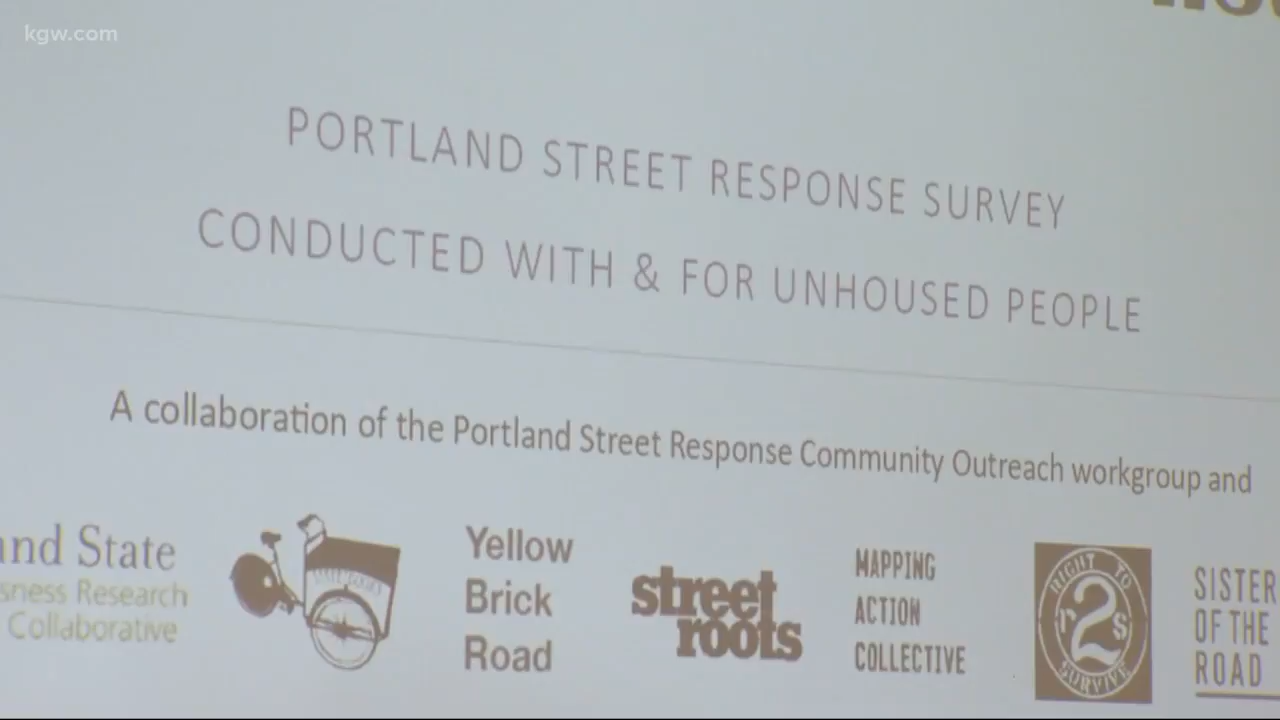 kgw.com
PORTLAND STREET RESPONSE SURVEY
CONDUCTED WITH & FOR UNHOUSED PEOPLE
A collaboration of the Portland Street Response Community Outreach workgroup and
State
Research
Collaborative
Yellow
Brick
Road
street
roots
MAPPING
ACTION
COLLECTIVE
RIGHT TO
r2s
SURVIVE
SISTER
OF THE
ROAD